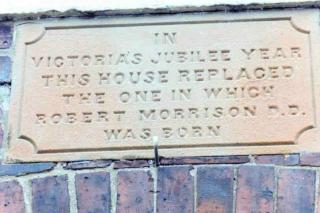 IN
VICTORIA'S JUBILEE YEAR
THIS HOUSE REPLACED
THE ONE IN WHICH
ROBERT MORRISON D.D.
WAS BORN